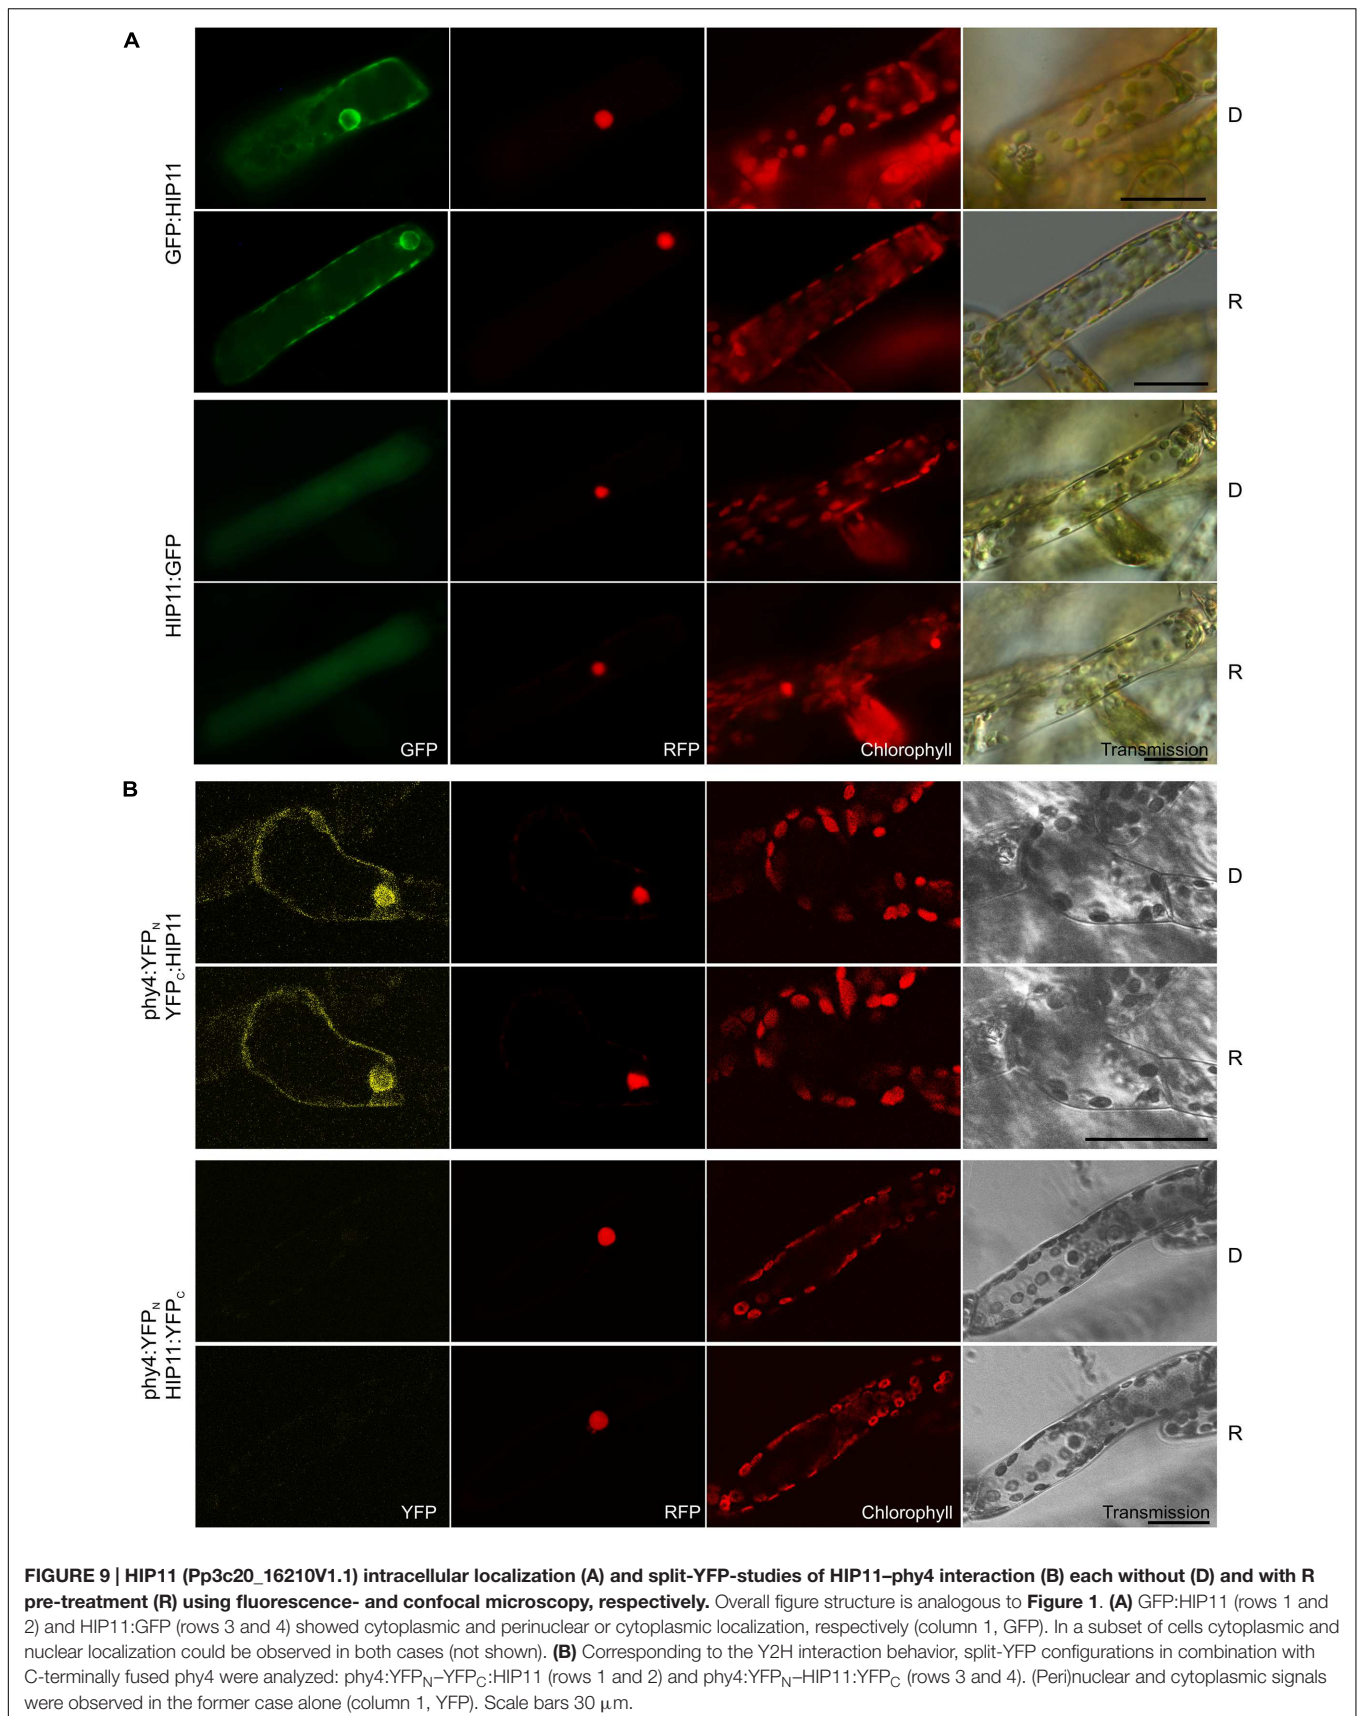 A
GFP:HIP11
D
R
HIP11:GFP
D
R
GFP
RFP
Chlorophyll
Transmission
B
phy4:YFPN
YFPC:HIP11
D
R
phy4:YFPN
HIP11:YFPC
D
R
YFP
RFP
Chlorophyll
Transmission
FIGURE 9 | HIP11 (Pp3c20_16210V1.1) intracellular localization (A) and split-YFP-studies of HIP11–phy4 interaction (B) each without (D) and with R
pre-treatment (R) using fluorescence- and confocal microscopy, respectively. Overall figure structure is analogous to Figure 1. (A) GFP:HIP11 (rows 1 and
2) and HIP11:GFP (rows 3 and 4) showed cytoplasmic and perinuclear or cytoplasmic localization, respectively (column 1, GFP). In a subset of cells cytoplasmic and
nuclear localization could be observed in both cases (not shown). (B) Corresponding to the Y2H interaction behavior, split-YFP configurations in combination with
C-terminally fused phy4 were analyzed: phy4:YFPN–YFPC:HIP11 (rows 1 and 2) and phy4:YFPN–HIP11:YFPC (rows 3 and 4). (Peri)nuclear and cytoplasmic signals
were observed in the former case alone (column 1, YFP). Scale bars 30 μm.